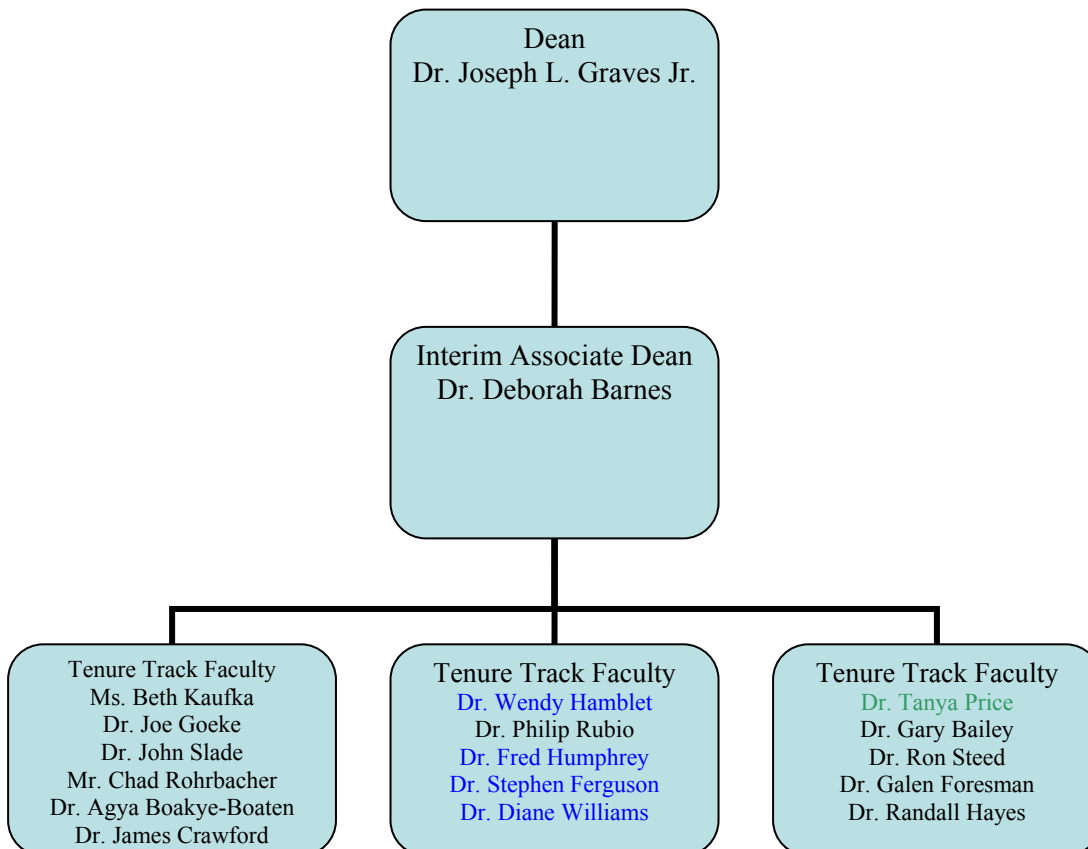 Dean
Dr. Joseph L. Graves Jr.
Interim Associate Dean
Dr. Deborah Barnes
Tenure Track Faculty
Ms. Beth Kaufka
Dr. Joe Goeke
Dr. John Slade
Mr. Chad Rohrbacher
Dr. Agya Boakye-Boaten
Dr. James Crawford
Tenure Track Faculty
Dr. Wendy Hamblet
Dr. Philip Rubio
Dr. Fred Humphrey
Dr. Stephen Ferguson
Dr. Diane Williams
Tenure Track Faculty
Dr. Tanya Price
Dr. Gary Bailey
Dr. Ron Steed
Dr. Galen Foresman
Dr. Randall Hayes